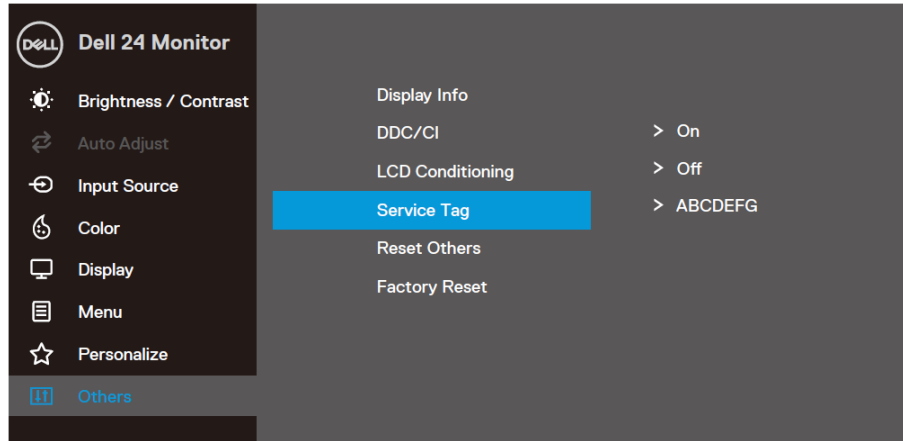 DELL Dell 24 Monitor
Brightness / Contrast
Auto Adjust
Input Source
Color
Display
Menu
Personalize
Others
Display Info
DDC/CI > On
LCD Conditioning > Off
Service Tag > ABCDEFG
Reset Others
Factory Reset